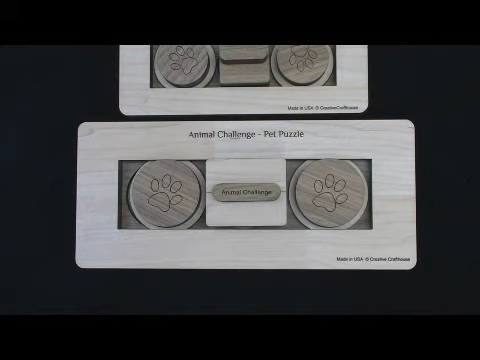 Made in USA © CreativeCrafthouse
Animal Challenge - Pet Puzzle
Animal Challenge
Made in USA © Creative Crafthouse